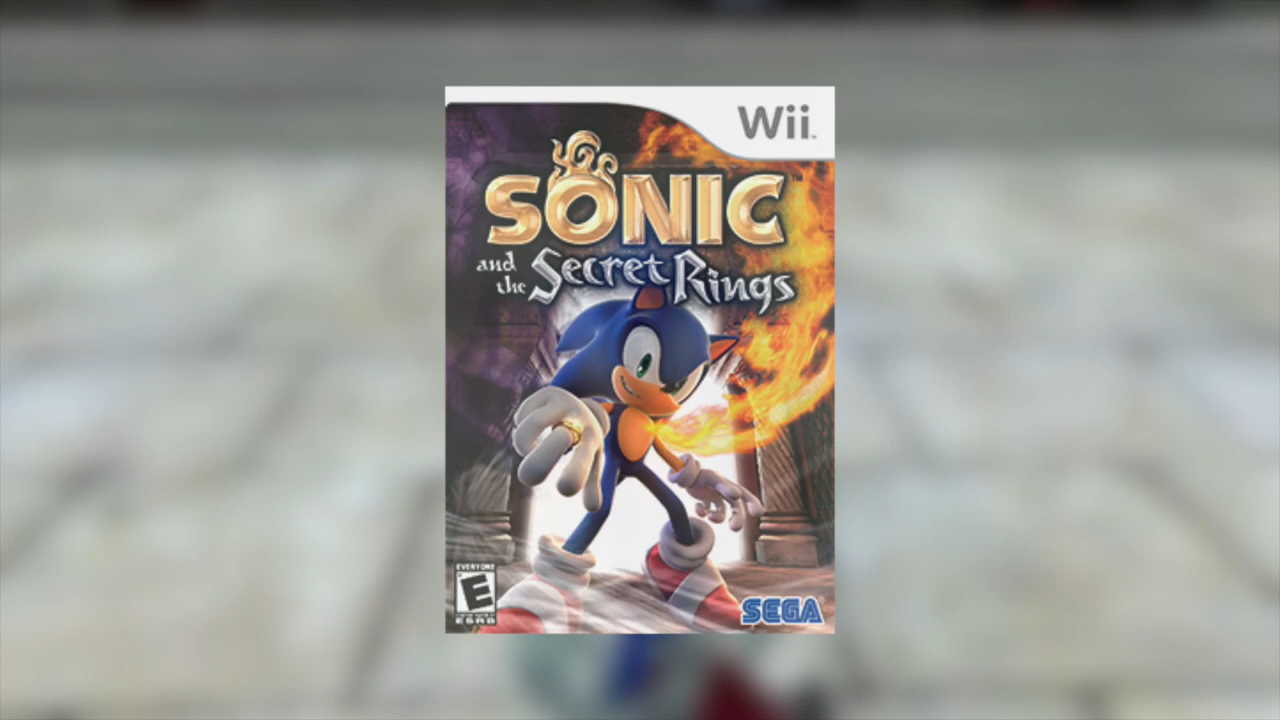 Wii
SONIC
and the Secret Rings
EVERYONE
E
ESRB
SEGA